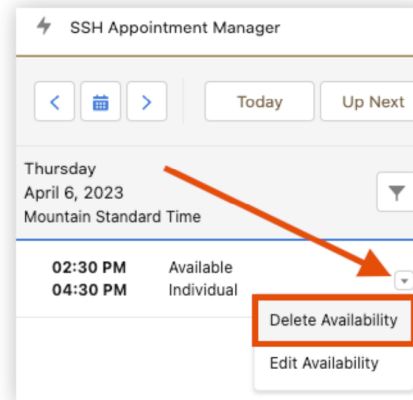 SSH Appointment Manager
Today Up Next
Thursday
April 6, 2023
Mountain Standard Time
02:30 PM Available
04:30 PM Individual
Delete Availability
Edit Availability